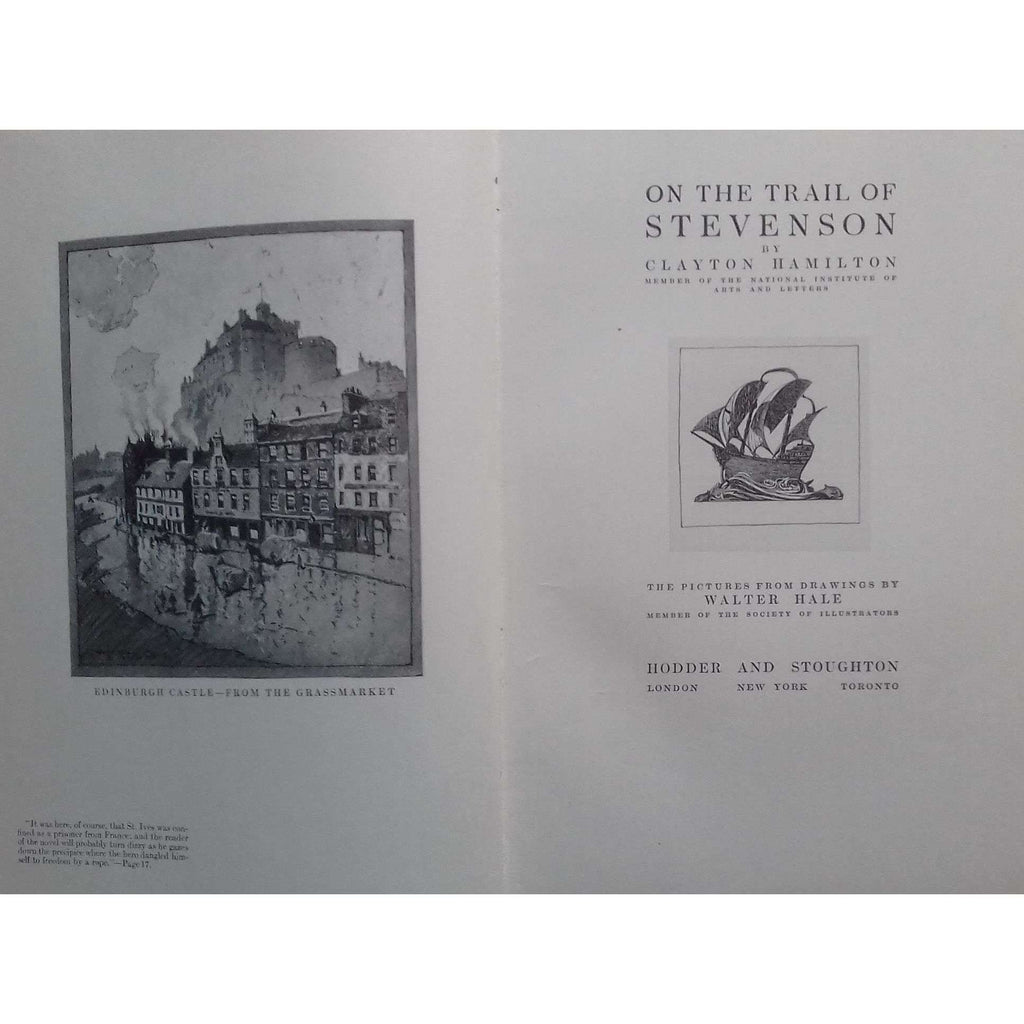 EDINBURGH CASTLE—FROM THE GRASSMARKET
"It was here, of course, that St. Ives was con-
fined as a prisoner from France; and the reader
of the novel will probably turn dizzy as he gazes
down the precipice where the hero dangled him-
self to freedom by a rope."—Page 17.
ON THE TRAIL OF
STEVENSON
BY
CLAYTON HAMILTON
MEMBER OF THE NATIONAL INSTITUTE OF
ARTS AND LETTERS
THE PICTURES FROM DRAWINGS BY
WALTER HALE
MEMBER OF THE SOCIETY OF ILLUSTRATORS
HODDER AND STOUGHTON
LONDON NEW YORK TORONTO